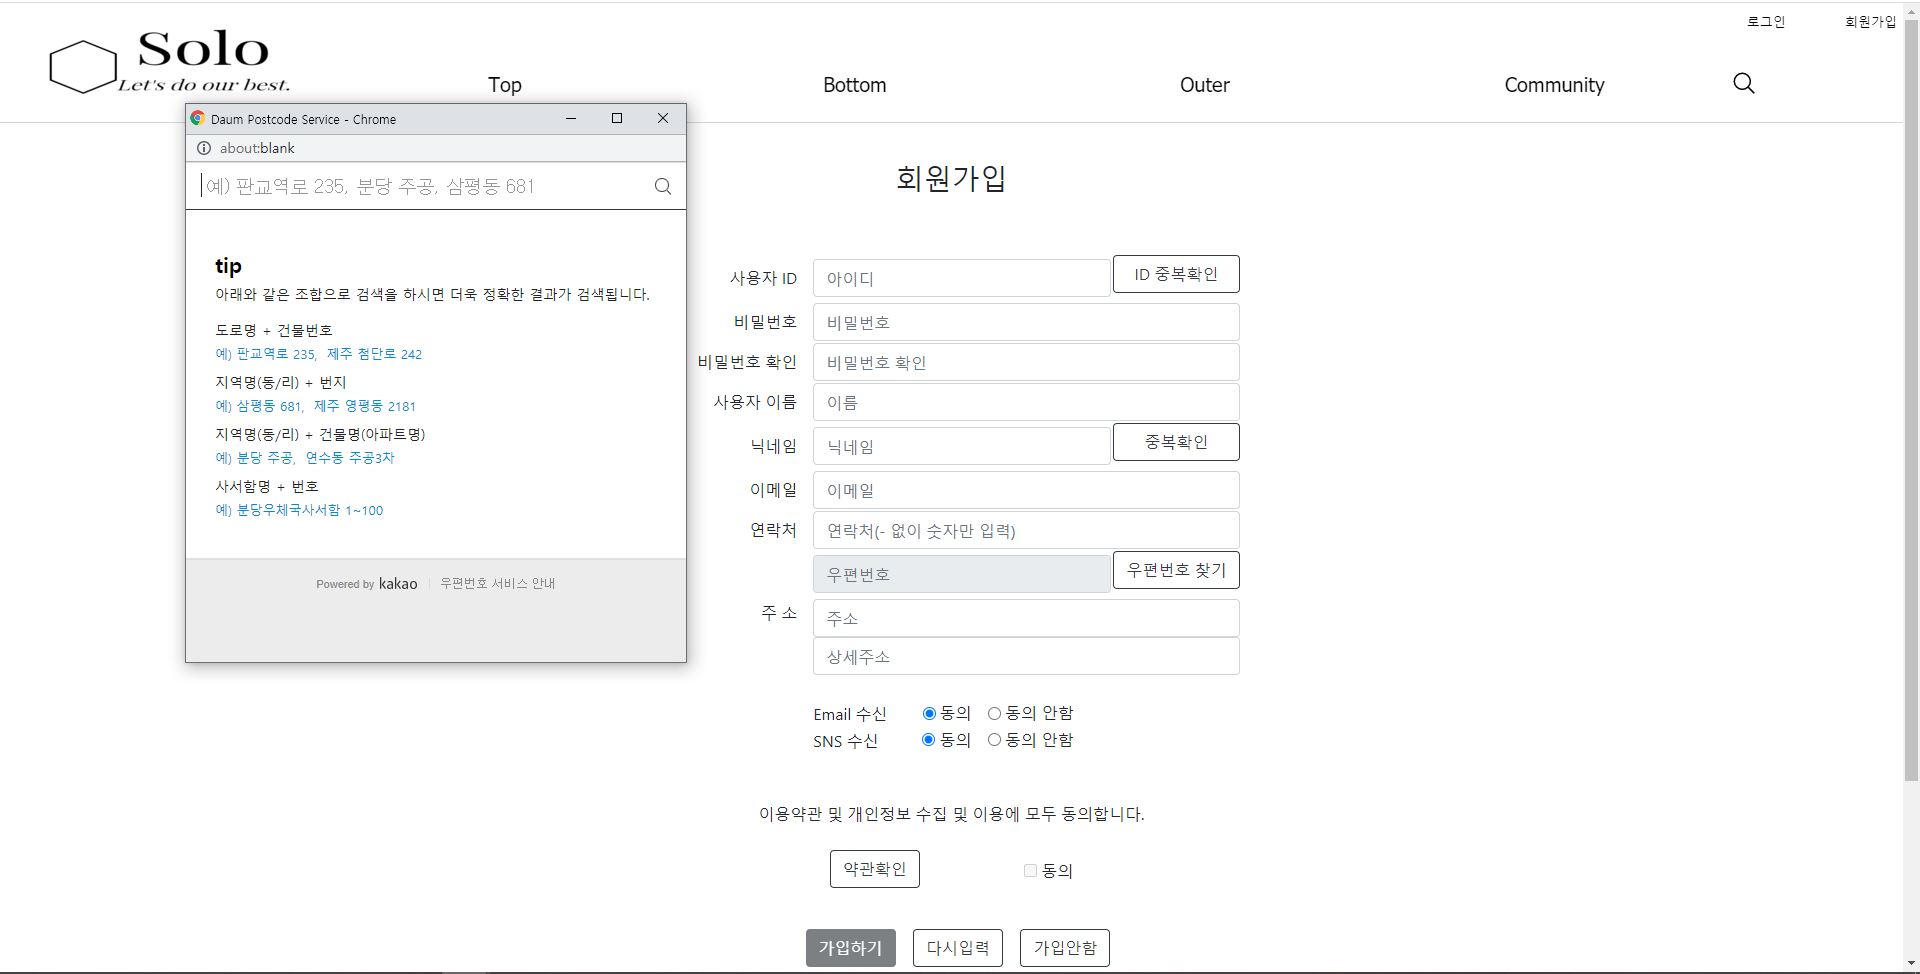 로그인 회원가입
Solo
Let's do our best.
Top Bottom Outer Community
Daum Postcode Service - Chrome
about:blank
예) 판교역로 235, 분당 주공, 삼평동 681
tip
아래와 같은 조합으로 검색을 하시면 더욱 정확한 결과가 검색됩니다.
도로명 + 건물번호
예) 판교역로 235, 제주 첨단로 242
지역명(동/리) + 번지
예) 삼평동 681, 제주 영평동 2181
지역명(동/리) + 건물명(아파트명)
예) 분당 주공, 연수동 주공3차
사서함명 + 번호
예) 분당우체국사서함 1~100
Powered by kakao 우편번호 서비스 안내
회원가입
사용자 ID 아이디 ID 중복확인
비밀번호 비밀번호
비밀번호 확인 비밀번호 확인
사용자 이름 이름
닉네임 닉네임 중복확인
이메일 이메일
연락처 연락처(- 없이 숫자만 입력)
우편번호 우편번호 찾기
주 소 주소
상세주소
Email 수신 동의 동의 안함
SNS 수신 동의 동의 안함
이용약관 및 개인정보 수집 및 이용에 모두 동의합니다.
약관확인 동의
가입하기 다시입력 가입안함